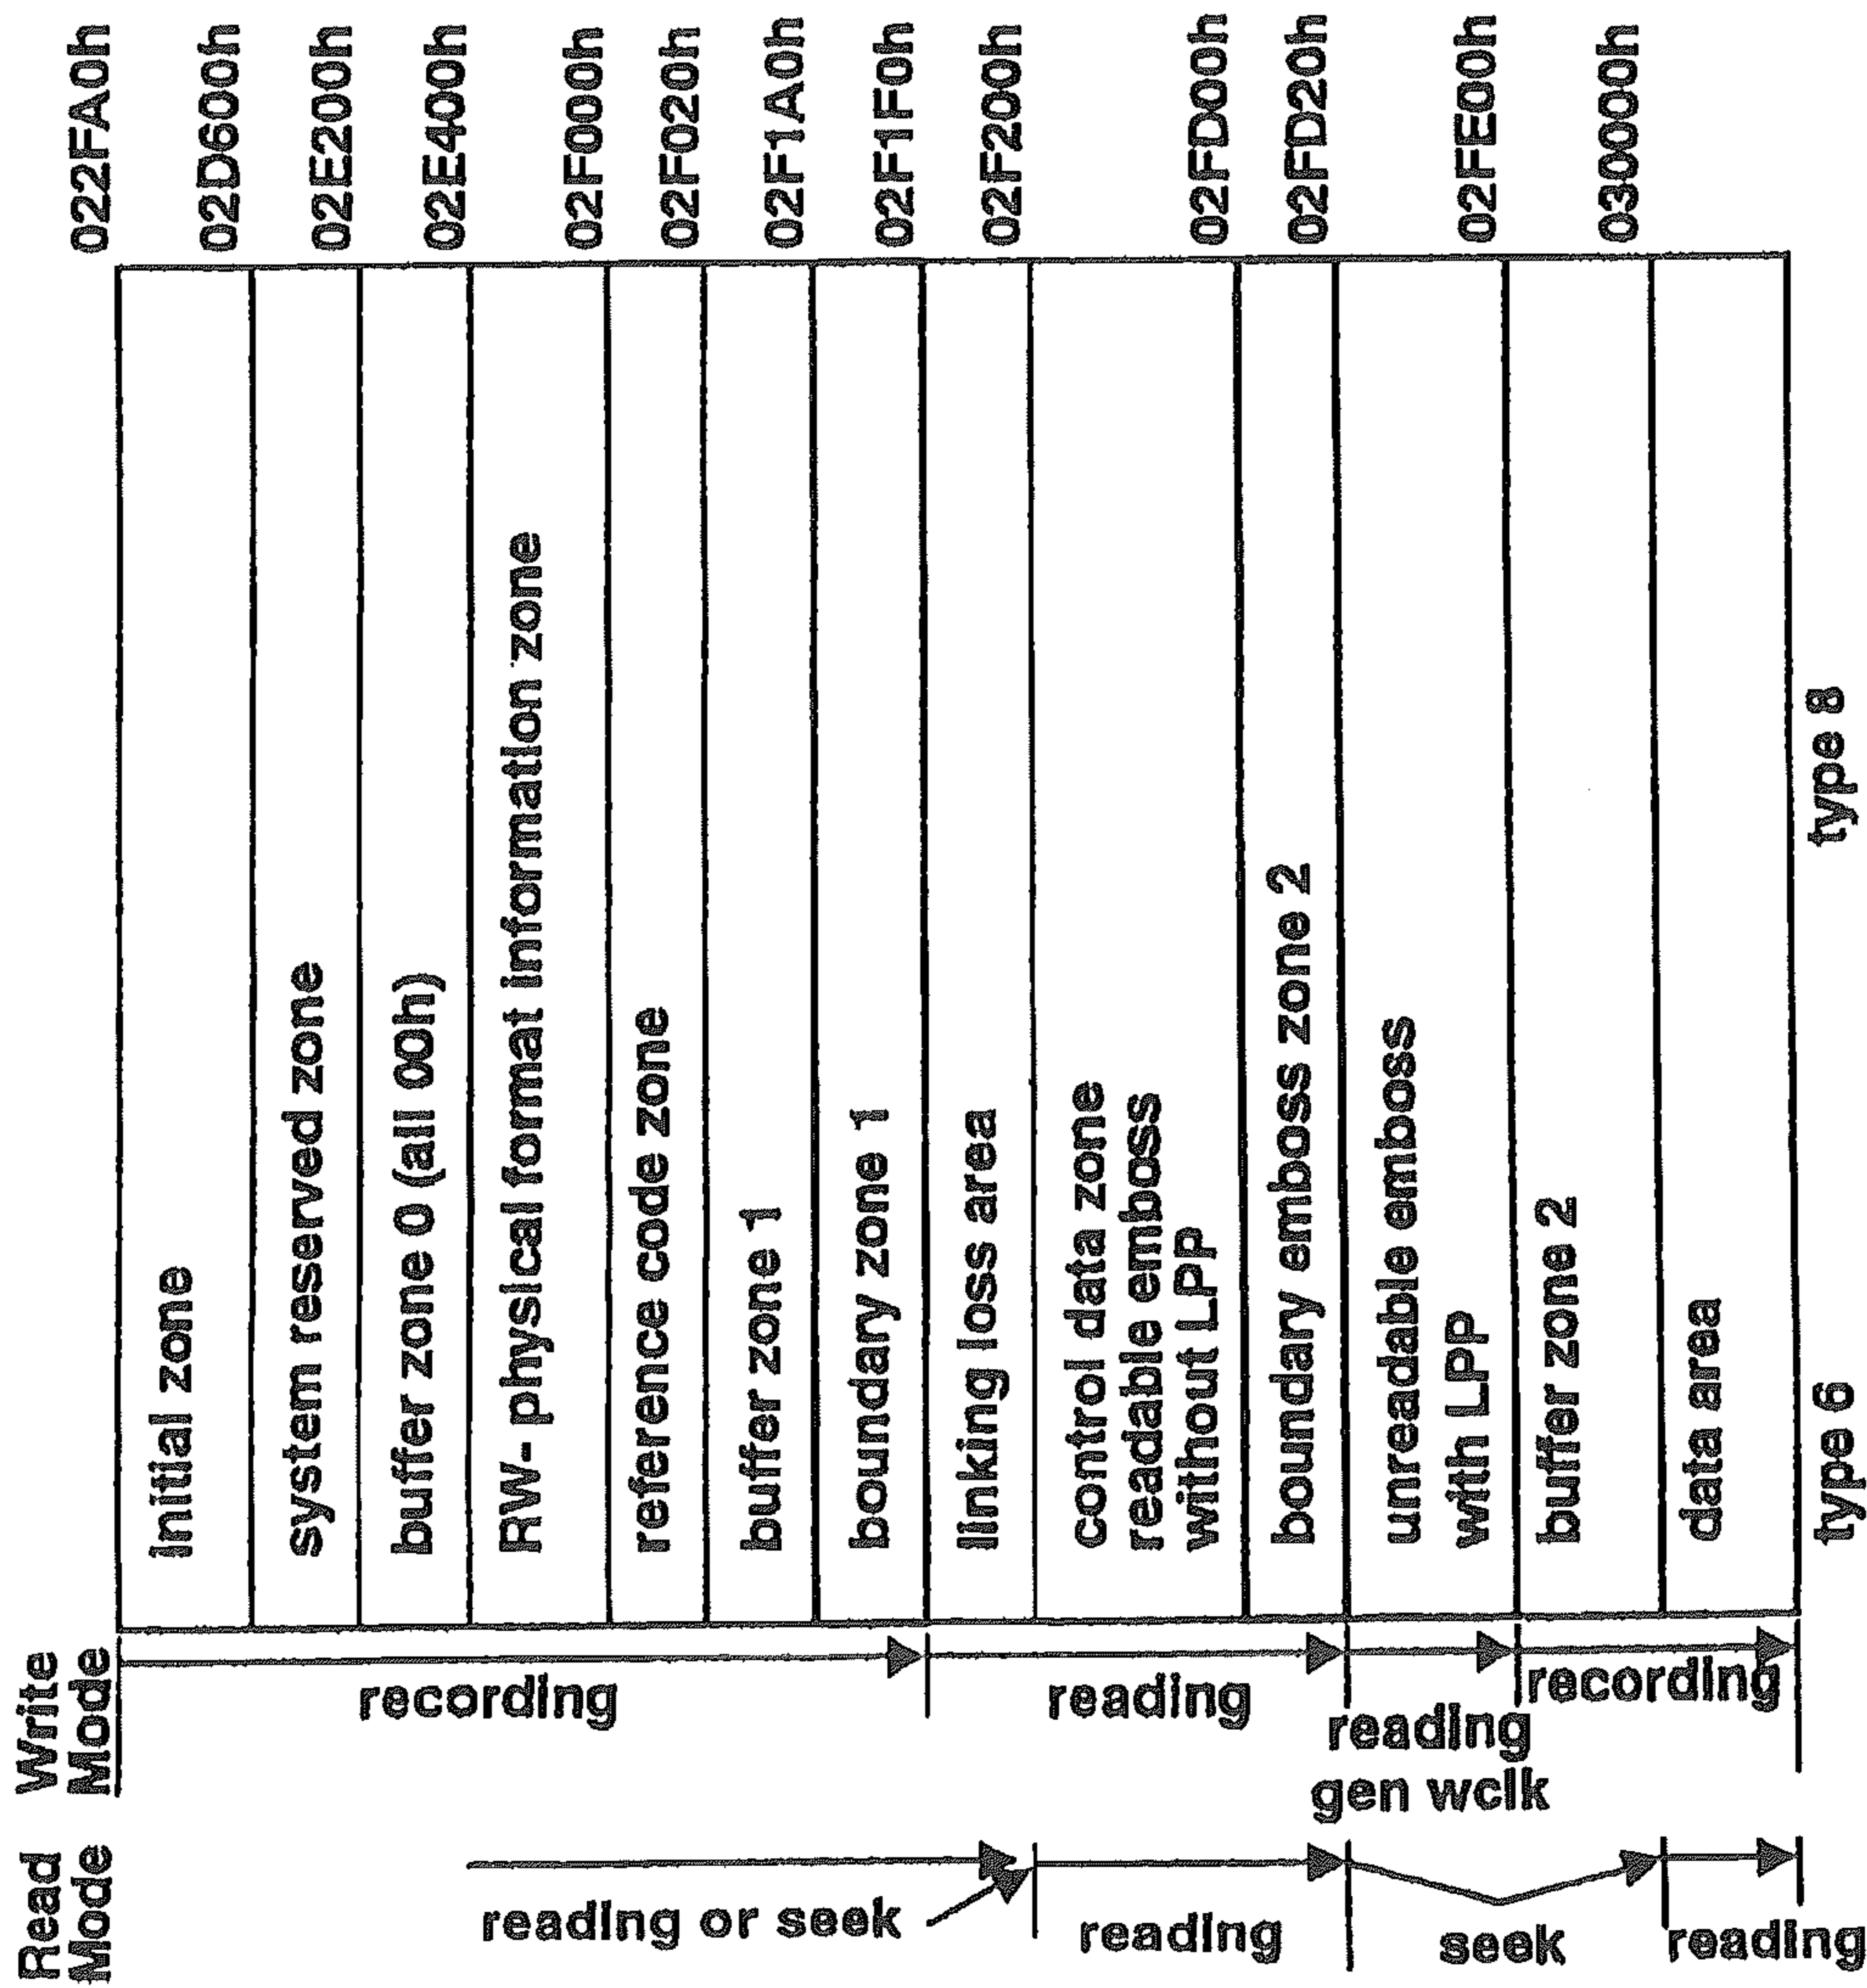 022FA0h
02D600h
02E200h
02E400h
02F000h
02F020h
02F1A0h
02F1F0h
02F200h
02FD00h
02FD20h
02FE00h
030000h
Initial zone
system reserved zone
buffer zone 0 (all 00h)
RW- physical format information zone
reference code zone
buffer zone 1
boundary zone 1
linking loss area
control data zone
readable emboss
without LPP
boundary emboss zone 2
unreadable emboss
with LPP
buffer zone 2
data area
type 6
type 8
Write
Mode
recording
reading
reading
gen wclk
recording
Read
Mode
reading or seek
reading
seek
reading